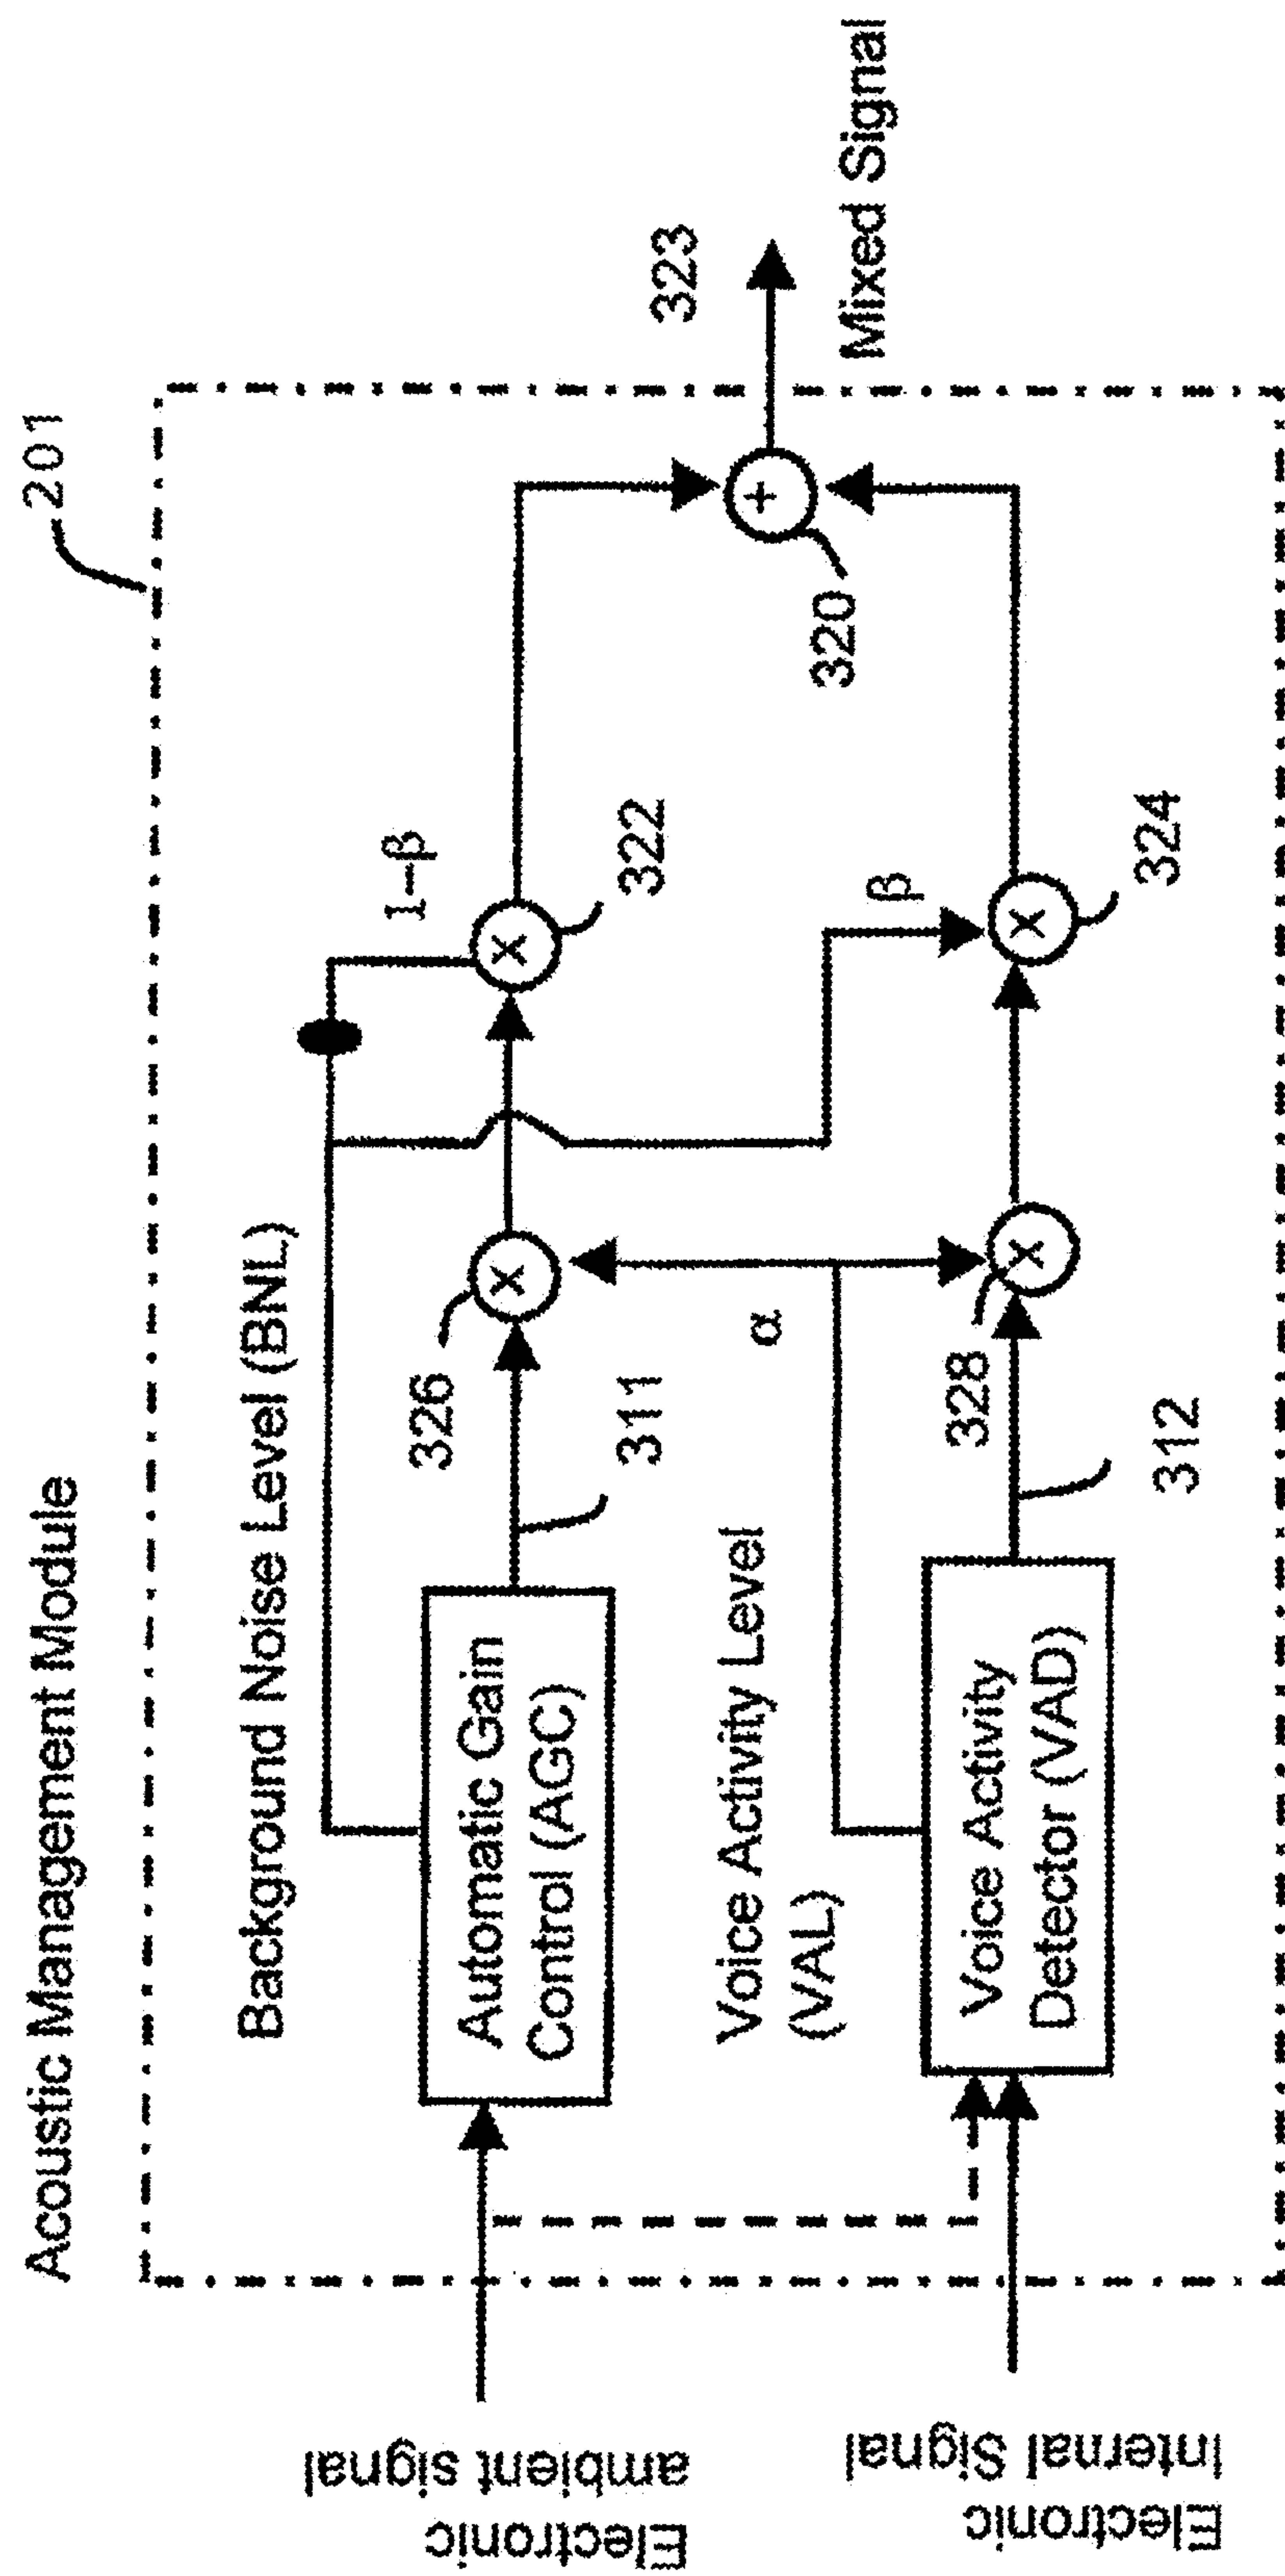 Acoustic Management Module
201
Background Noise Level (BNL)
1-β
Electronic
ambient signal
Automatic Gain
Control (AGC)
311
326
x
x
322
Voice Activity Level
(VAL)
α
β
+
320
323
Mixed Signal
Electronic
Internal Signal
Voice Activity
Detector (VAD)
312
328
x
x
324